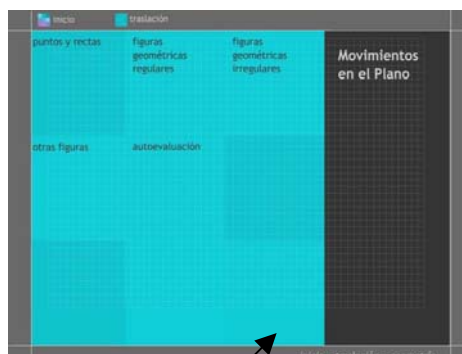 inicio
traslación
puntos y rectas
figuras
geométricas
regulares
figuras
geométricas
irregulares
Movimientos
en el Plano
otras figuras
autoevaluación